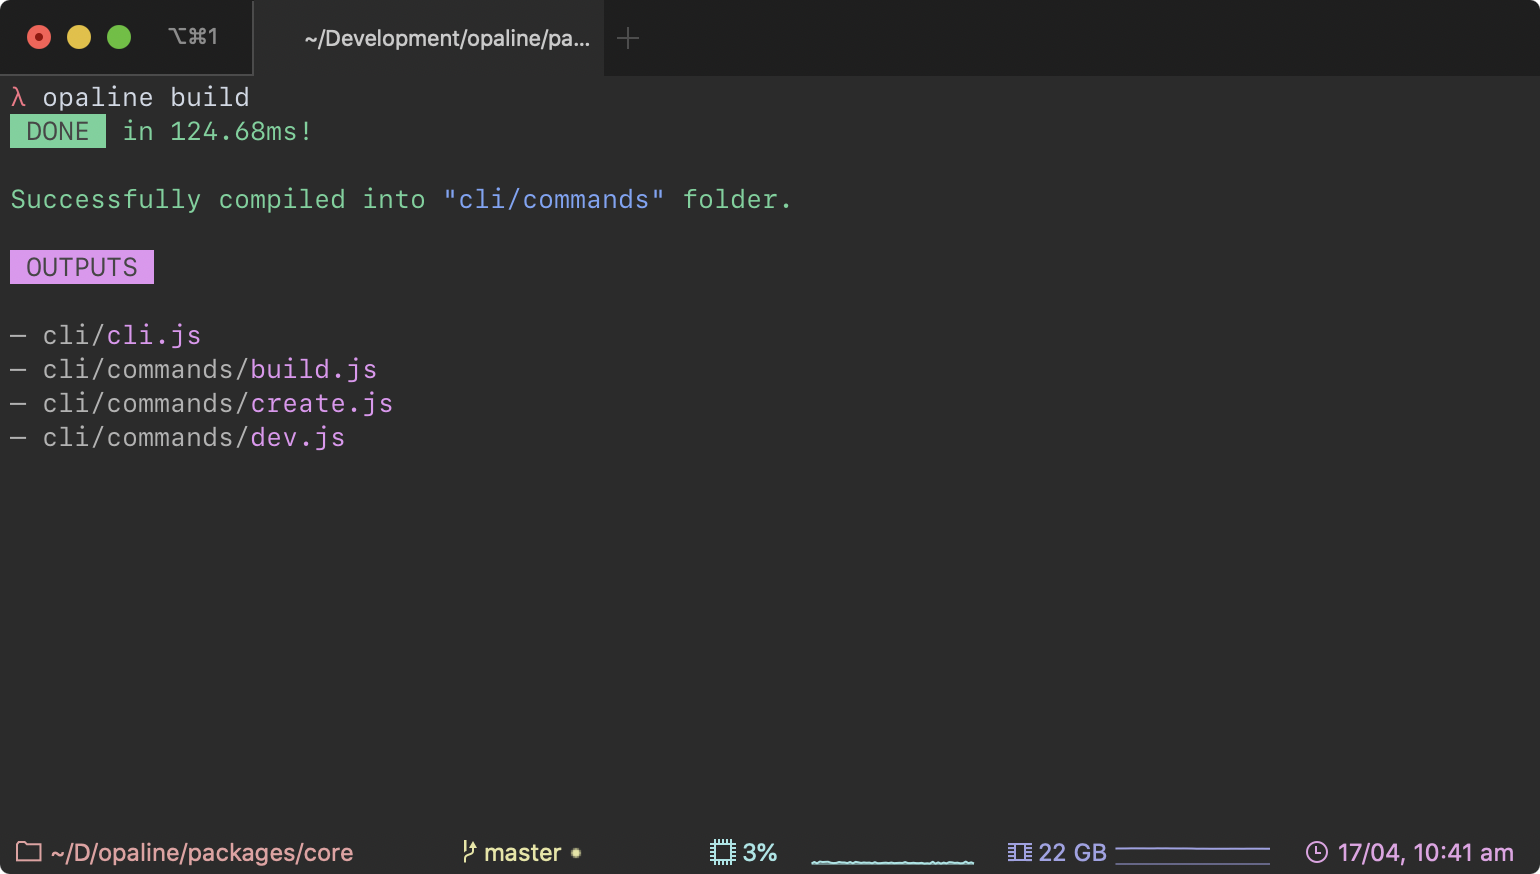 ⌥⌘1
~/Development/opaline/pa...
λ opaline build
DONE in 124.68ms!
Successfully compiled into "cli/commands" folder.
OUTPUTS
─ cli/cli.js
─ cli/commands/build.js
─ cli/commands/create.js
─ cli/commands/dev.js
~/D/opaline/packages/core master • 3% 22 GB 17/04, 10:41 am